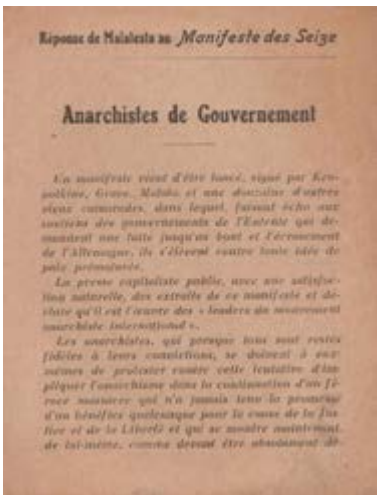 Réponse de Malatesta au Manifeste des Seize
Anarchistes de Gouvernement
Un manifeste vient d'être lancé, signé par Kro-
potkine, Grave, Malato et une douzaine d'autres
vieux camarades, dans lequel, faisant écho aux
soutiens des gouvernements de l'Entente qui de-
mandent une lutte jusqu'au bout et l'écrasement
de l'Allemagne, ils s'élèvent contre toute idée de
paix prématurée.
La presse capitaliste publie, avec une satisfac-
tion naturelle, des extraits de ce manifeste et dé-
clare qu'il est l'œuvre des « leaders du mouvement
anarchiste international ».
Les anarchistes, qui presque tous sont restés
fidèles à leurs convictions, se doivent à eux-
mêmes de protester contre cette tentative d'im-
pliquer l'anarchisme dans la continuation d'un fé-
roce massacre qui n'a jamais tenu la promesse
d'un bénéfice quelconque pour la cause de la Jus-
tice et de la Liberté et qui se montre maintenant
de lui-même, comme devant être absolument dé-